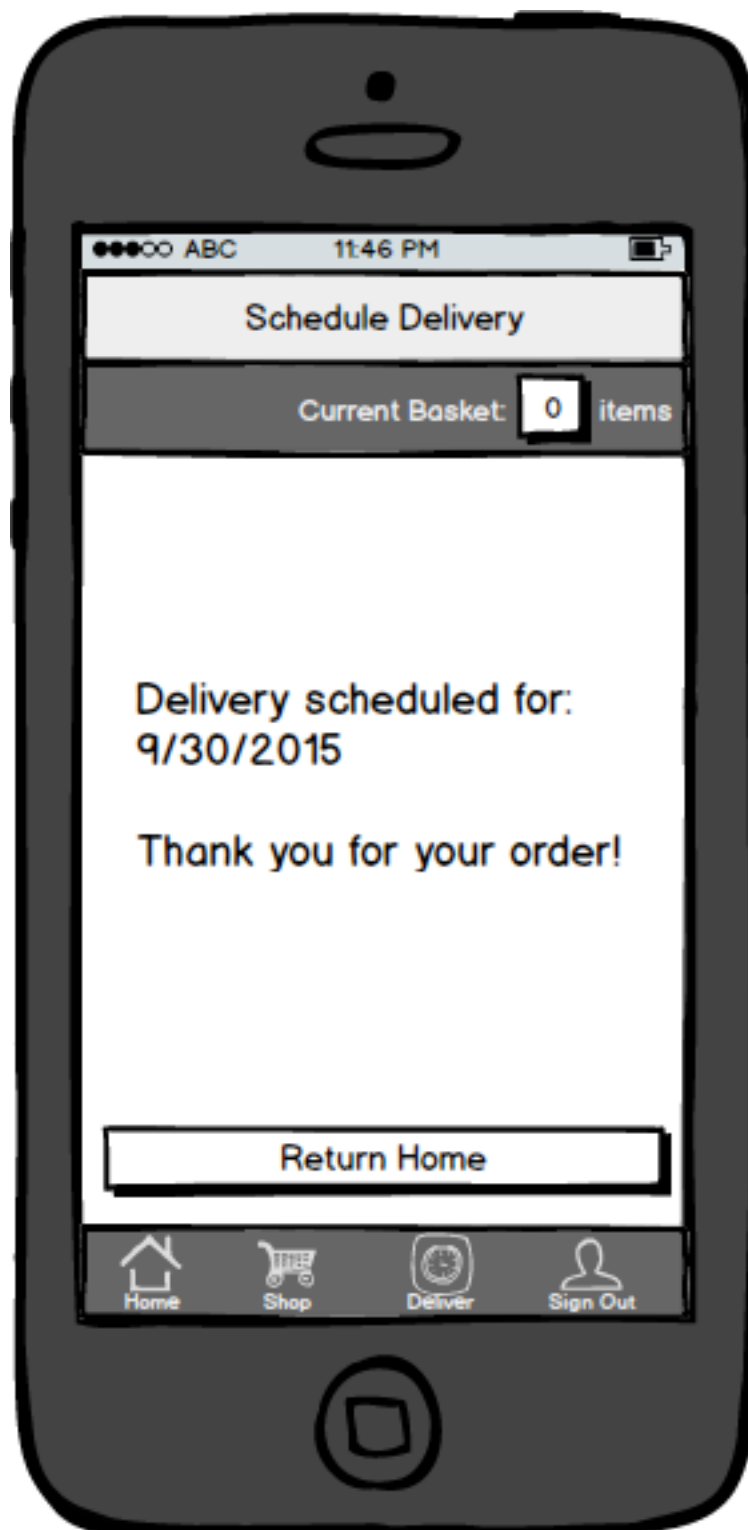 ABC 11:46 PM
Schedule Delivery
Current Basket: 0 items
Delivery scheduled for:
9/30/2015
Thank you for your order!
Return Home
Home Shop Deliver Sign Out